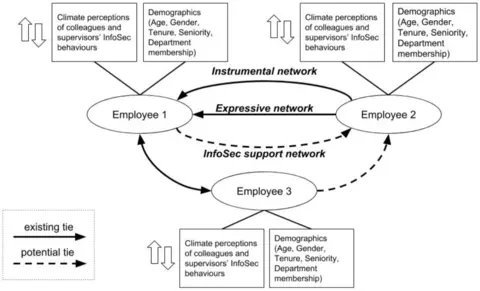 Climate perceptions
of colleagues and
supervisors' InfoSec
behaviours
Demographics
(Age, Gender,
Tenure, Seniority,
Department
membership)
Climate perceptions
of colleagues and
supervisors' InfoSec
behaviours
Demographics
(Age, Gender,
Tenure, Seniority,
Department
membership)
Instrumental network
Employee 1
Expressive network
Employee 2
InfoSec support network
Employee 3
existing tie
potential tie
Climate perceptions
of colleagues and
supervisors' InfoSec
behaviours
Demographics
(Age, Gender,
Tenure, Seniority,
Department
membership)